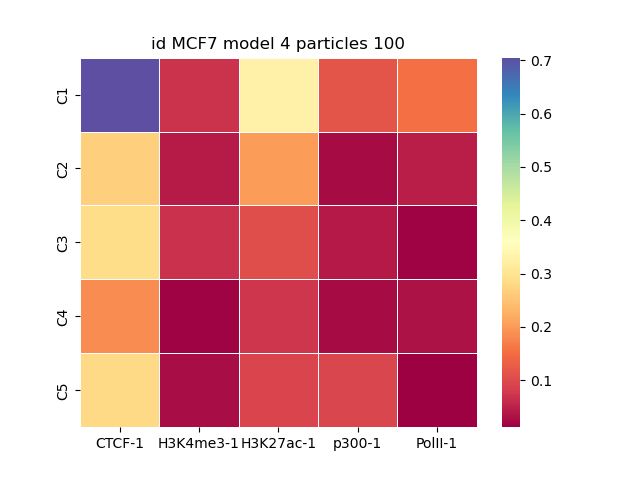 id MCF7 model 4 particles 100
C1
C2
C3
C4
C5
CTCF-1 H3K4me3-1 H3K27ac-1 p300-1 PolII-1
0.7
0.6
0.5
0.4
0.3
0.2
0.1